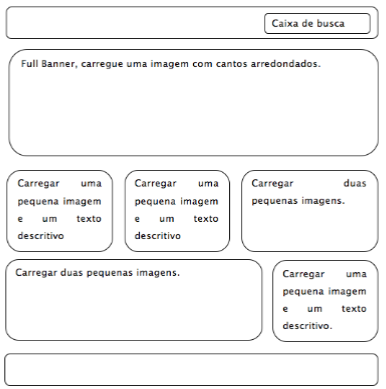 Caixa de busca
Full Banner, carregue uma imagem com cantos arredondados.
Carregar uma
pequena imagem
e um texto
descritivo
Carregar uma
pequena imagem
e um texto
descritivo
Carregar duas
pequenas imagens.
Carregar duas pequenas imagens.
Carregar uma
pequena imagem
e um texto
descritivo.